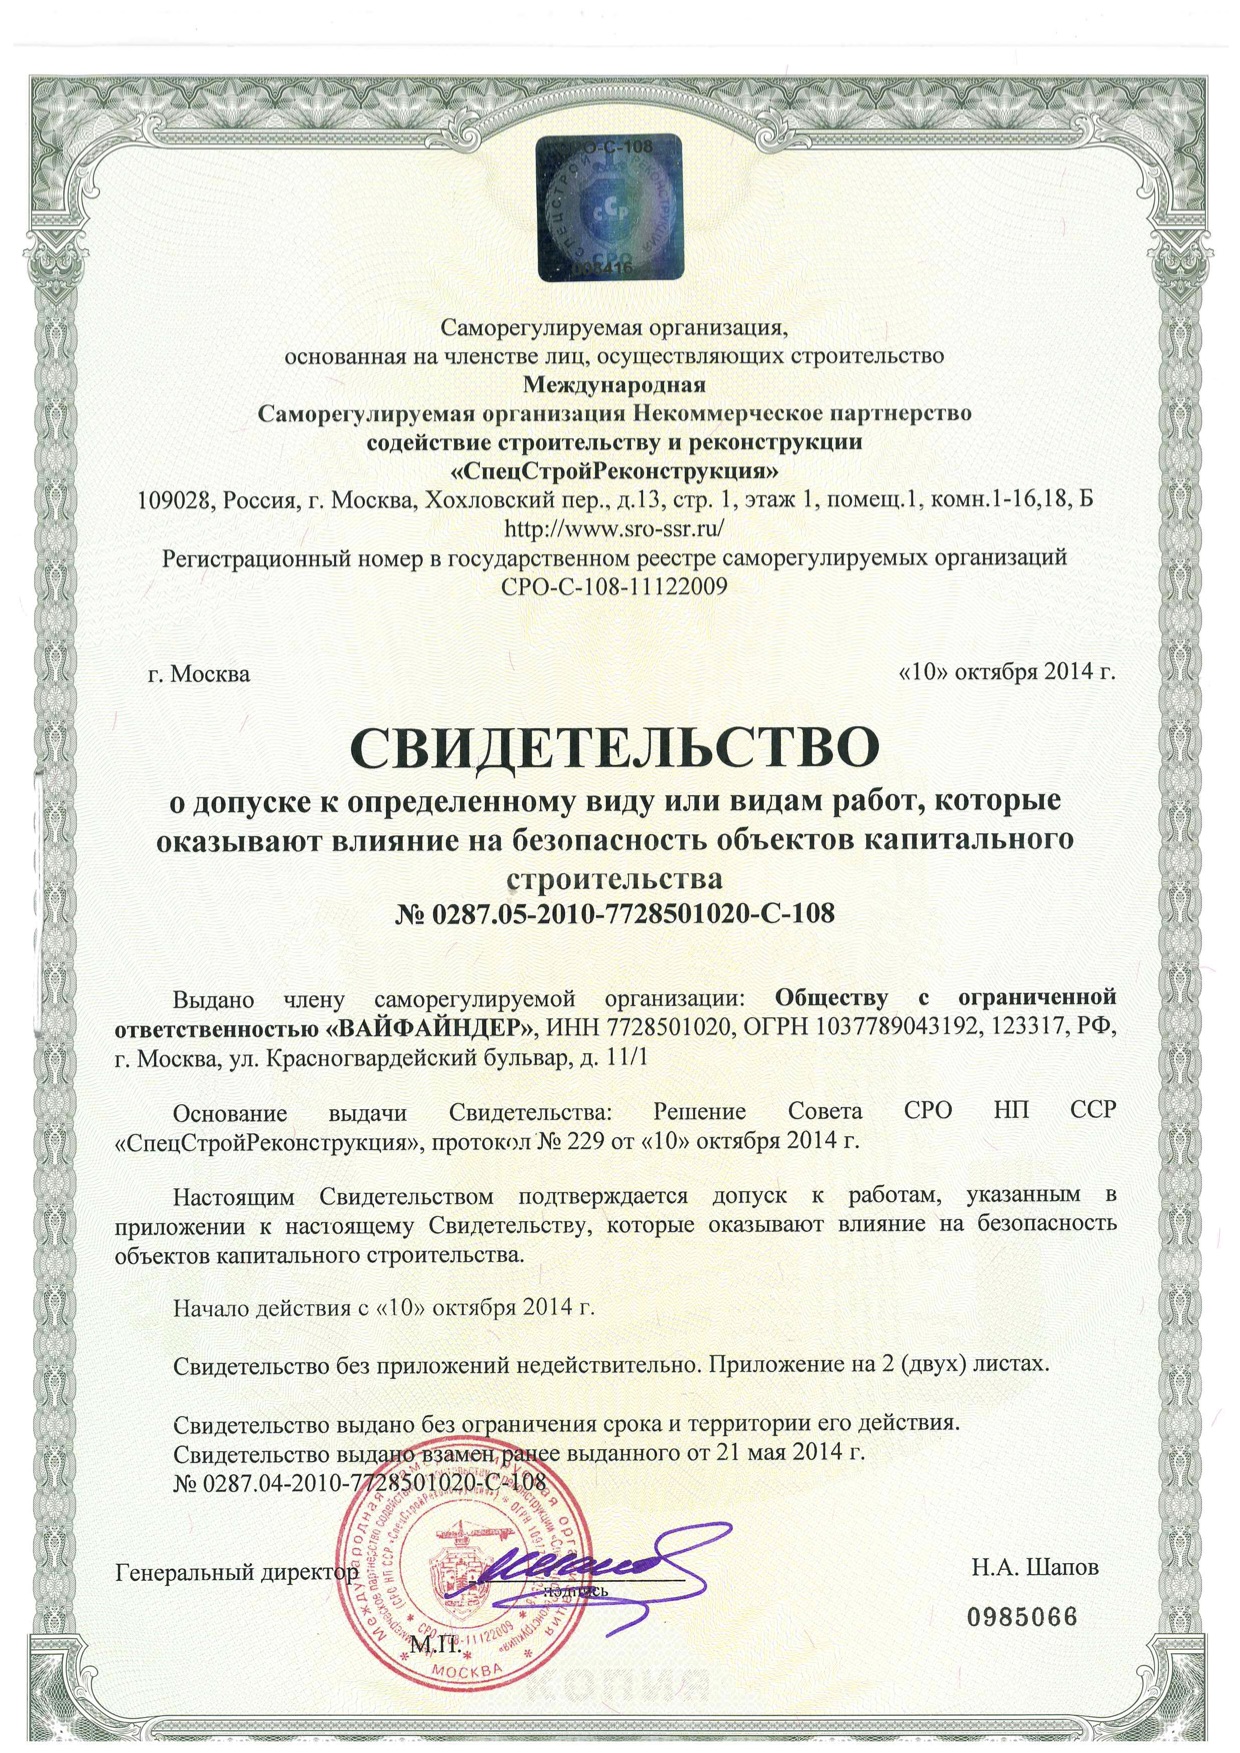 РО-С-108
СПЕЦСТРОЙРЕКОНСТРУКЦИЯ
ССР
СРО
Саморегулируемая организация,
основанная на членстве лиц, осуществляющих строительство
Международная
Саморегулируемая организация Некоммерческое партнерство
содействие строительству и реконструкции
«СпецСтройРеконструкция»
109028, Россия, г. Москва, Хохловский пер., д.13, стр. 1, этаж 1, помещ.1, комн.1-16,18, Б
http://www.sro-ssr.ru/
Регистрационный номер в государственном реестре саморегулируемых организаций
СРО-С-108-11122009
г. Москва «10» октября 2014 г.
СВИДЕТЕЛЬСТВО
о допуске к определенному виду или видам работ, которые
оказывают влияние на безопасность объектов капитального
строительства
№ 0287.05-2010-7728501020-С-108
Выдано члену саморегулируемой организации: Обществу с ограниченной
ответственностью «ВАЙФАЙНДЕР», ИНН 7728501020, ОГРН 1037789043192, 123317, РФ,
г. Москва, ул. Красногвардейский бульвар, д. 11/1
Основание выдачи Свидетельства: Решение Совета СРО НП ССР
«СпецСтройРеконструкция», протокол № 229 от «10» октября 2014 г.
Настоящим Свидетельством подтверждается допуск к работам, указанным в
приложении к настоящему Свидетельству, которые оказывают влияние на безопасность
объектов капитального строительства.
Начало действия с «10» октября 2014 г.
Свидетельство без приложений недействительно. Приложение на 2 (двух) листах.
Свидетельство выдано без ограничения срока и территории его действия.
Свидетельство выдано взамен ранее выданного от 21 мая 2014 г.
№ 0287.04-2010-7728501020-С-108
Генеральный директор Н.А. Шапов
подпись
0985066
М.П.
МОСКВА
КОПИЯ